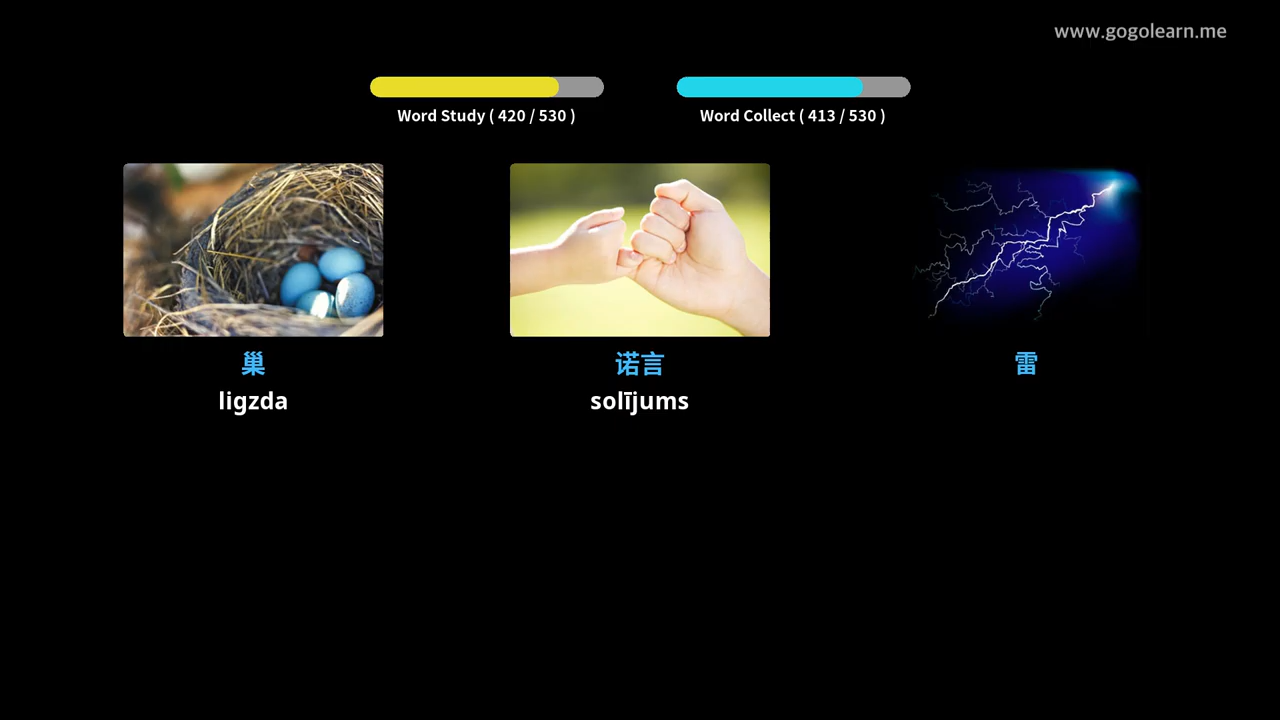 www.gogolearn.me
Word Study ( 420 / 530 )
Word Collect ( 413 / 530 )
巢
诺言
雷
ligzda
solījums